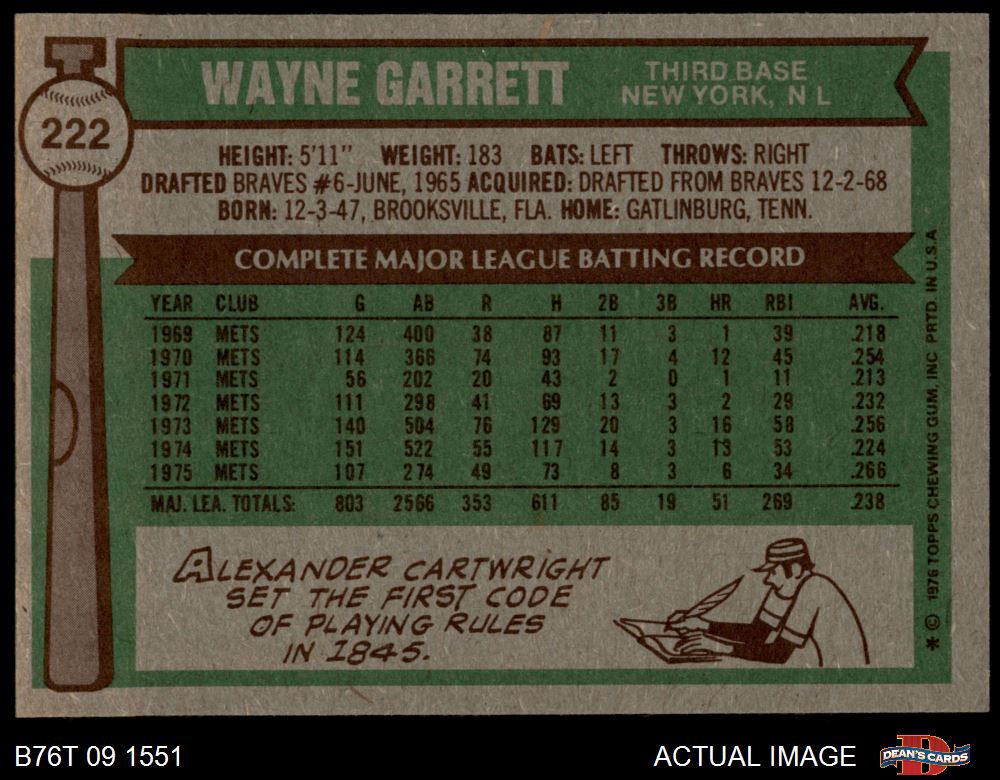 222
WAYNE GARRETT
THIRD BASE
NEW YORK, N L
HEIGHT: 5'11" WEIGHT: 183 BATS: LEFT THROWS: RIGHT
DRAFTED BRAVES #6-JUNE, 1965 ACQUIRED: DRAFTED FROM BRAVES 12-2-68
BORN: 12-3-47, BROOKSVILLE, FLA. HOME: GATLINBURG, TENN.
COMPLETE MAJOR LEAGUE BATTING RECORD
YEAR CLUB G AB R H 2B 3B HR RBI AVG.
1969 METS 124 400 38 87 11 3 1 39 .218
1970 METS 114 366 74 93 17 4 12 45 .254
1971 METS 56 202 20 43 2 0 1 11 .213
1972 METS 111 298 41 69 13 3 2 29 .232
1973 METS 140 504 76 129 20 3 16 58 .256
1974 METS 151 522 55 117 14 3 13 53 .224
1975 METS 107 274 49 73 8 3 6 34 .266
MAJ. LEA. TOTALS: 803 2566 353 611 85 19 51 269 .238
ALEXANDER CARTWRIGHT
SET THE FIRST CODE
OF PLAYING RULES
IN 1845.
* © 1976 TOPPS CHEWING GUM, INC PRTD. IN U.S.A
B76T 09 1551
ACTUAL IMAGE
DEAN'S CARDS